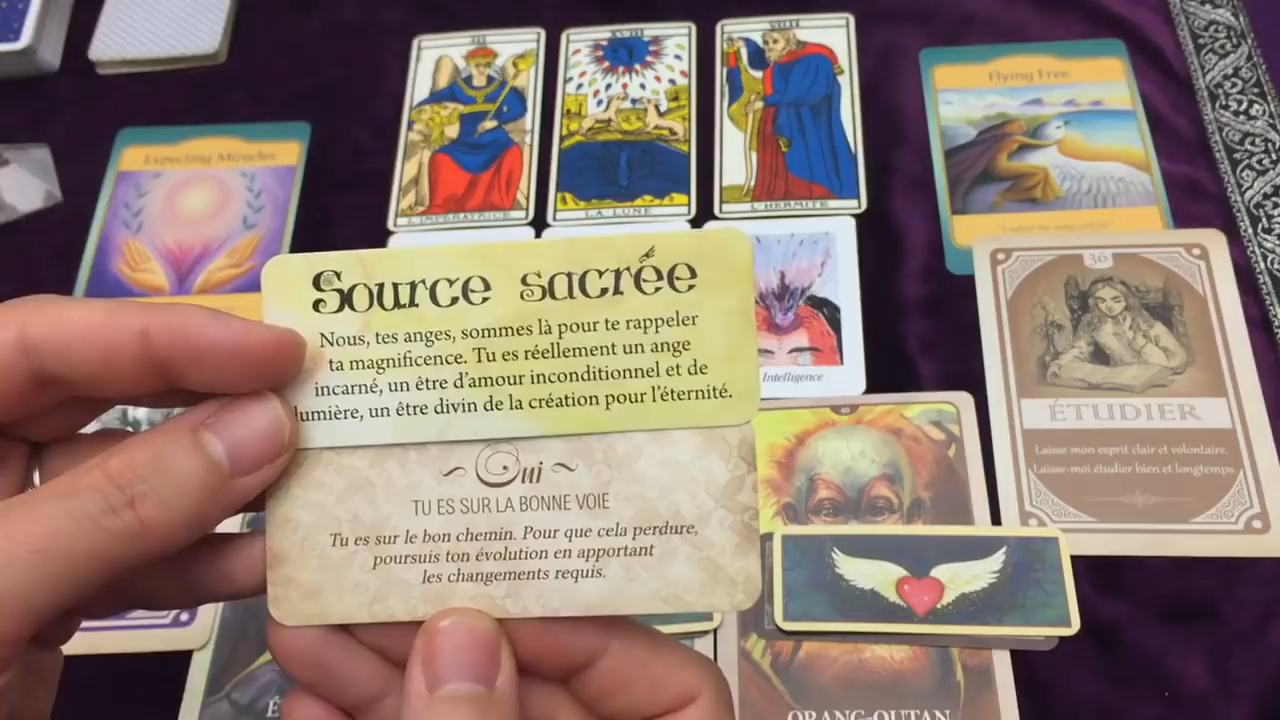 III
XVIII
VIIII
L'IMPERATRICE
LA LUNE
L'HERMITE
Expecting Miracles
Flying Free
Source sacrée
Nous, tes anges, sommes là pour te rappeler
ta magnificence. Tu es réellement un ange
incarné, un être d'amour inconditionnel et de
lumière, un être divin de la création pour l'éternité.
~ Oui ~
TU ES SUR LA BONNE VOIE
Tu es sur le bon chemin. Pour que cela perdure,
poursuis ton évolution en apportant
les changements requis.
Intelligence
36
ÉTUDIER
Laisse mon esprit clair et volontaire.
Laisse-moi étudier bien et longtemps
ORANG-OUTAN